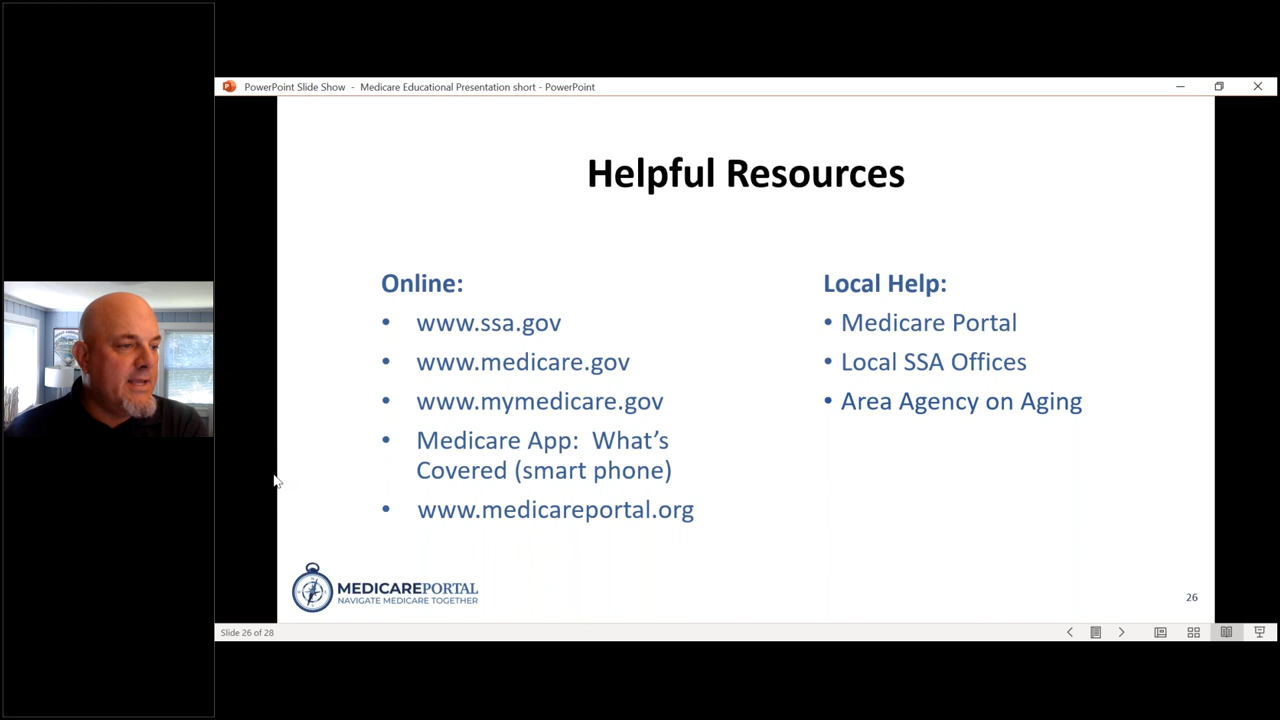 PowerPoint Slide Show - Medicare Educational Presentation short - PowerPoint
Helpful Resources
Online:
• www.ssa.gov
• www.medicare.gov
• www.mymedicare.gov
• Medicare App: What's
Covered (smart phone)
• www.medicareportal.org
Local Help:
• Medicare Portal
• Local SSA Offices
• Area Agency on Aging
MEDICAREPORTAL
NAVIGATE MEDICARE TOGETHER
26
Slide 26 of 28